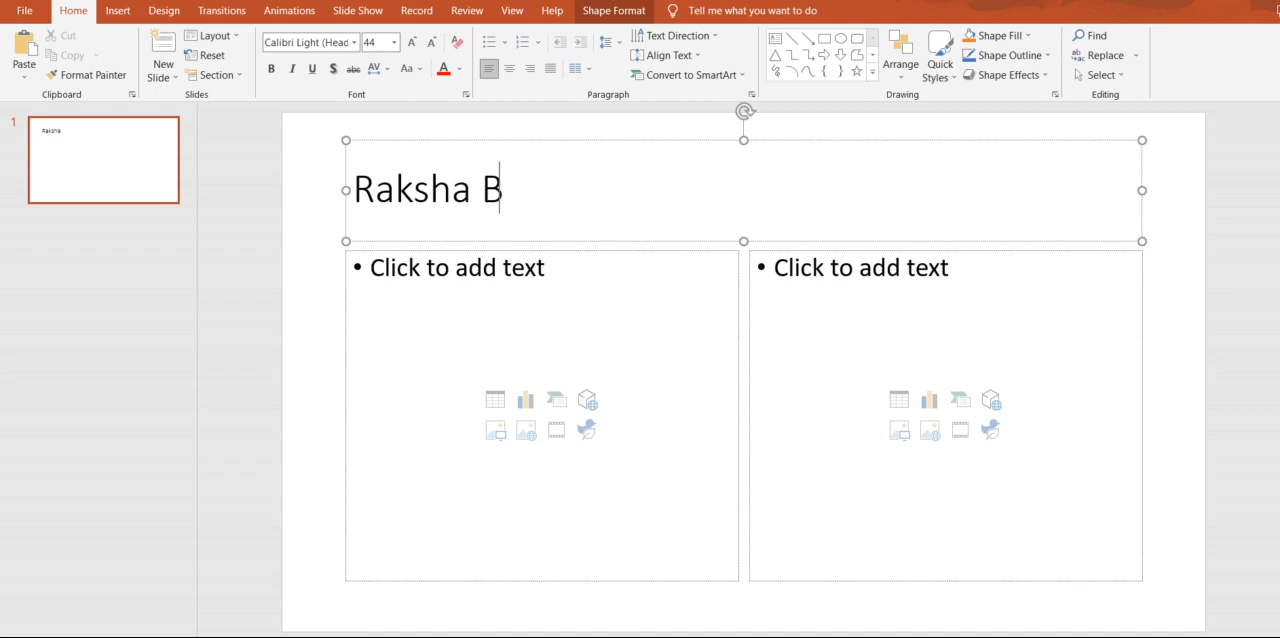 File Home Insert Design Transitions Animations Slide Show Record Review View Help Shape Format Tell me what you want to do
Paste
Cut
Copy
Format Painter
Clipboard
New
Slide
Layout
Reset
Section
Slides
Calibri Light (Head 44
B I U S abc AV Aa A
Font
Text Direction
Align Text
Convert to SmartArt
Paragraph
Arrange
Quick
Styles
Shape Fill
Shape Outline
Shape Effects
Drawing
Find
Replace
Select
Editing
1
Raksha
Raksha B
• Click to add text
• Click to add text